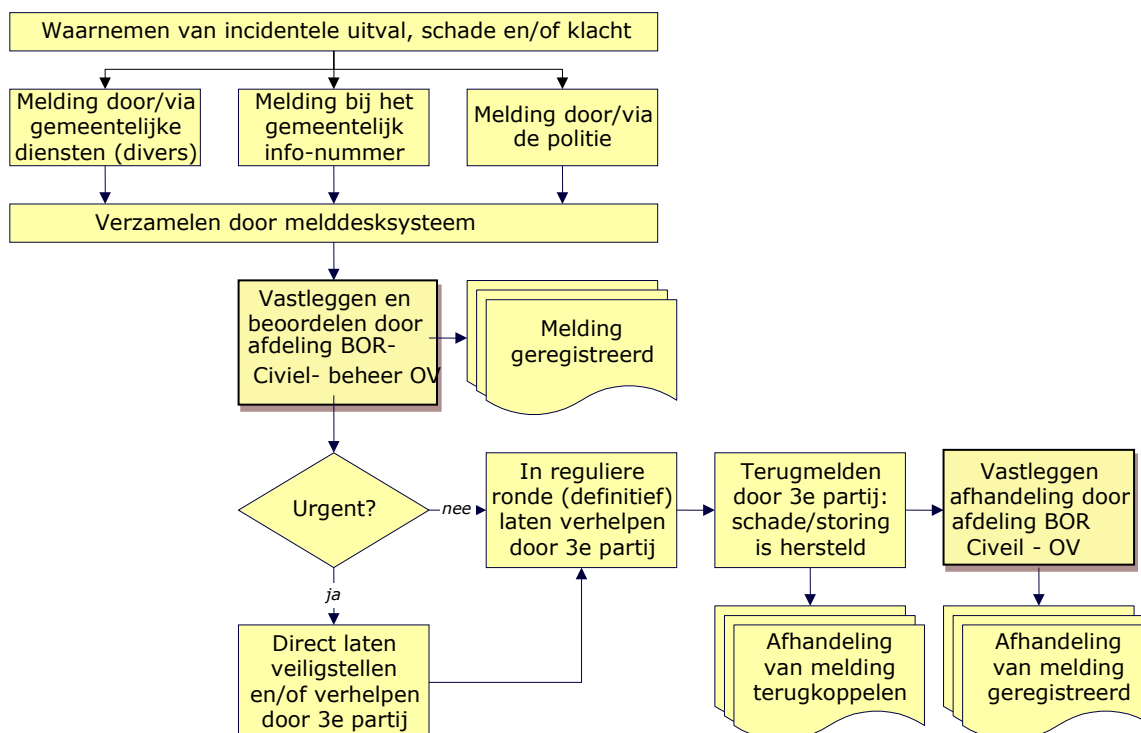 Waarnemen van incidentele uitval, schade en/of klacht
Melding door/via
gemeentelijke
diensten (divers)
Melding bij het
gemeentelijk
info-nummer
Melding door/via
de politie
Verzamelen door melddesksysteem
Vastleggen en
beoordelen door
afdeling BOR-
Civiel- beheer OV
Melding
geregistreerd
Urgent?
nee
In reguliere
ronde (definitief)
laten verhelpen
door 3e partij
Terugmelden
door 3e partij:
schade/storing
is hersteld
Vastleggen
afhandeling door
afdeling BOR
Civeil - OV
ja
Direct laten
veiligstellen
en/of verhelpen
door 3e partij
Afhandeling
van melding
terugkoppelen
Afhandeling
van melding
geregistreerd